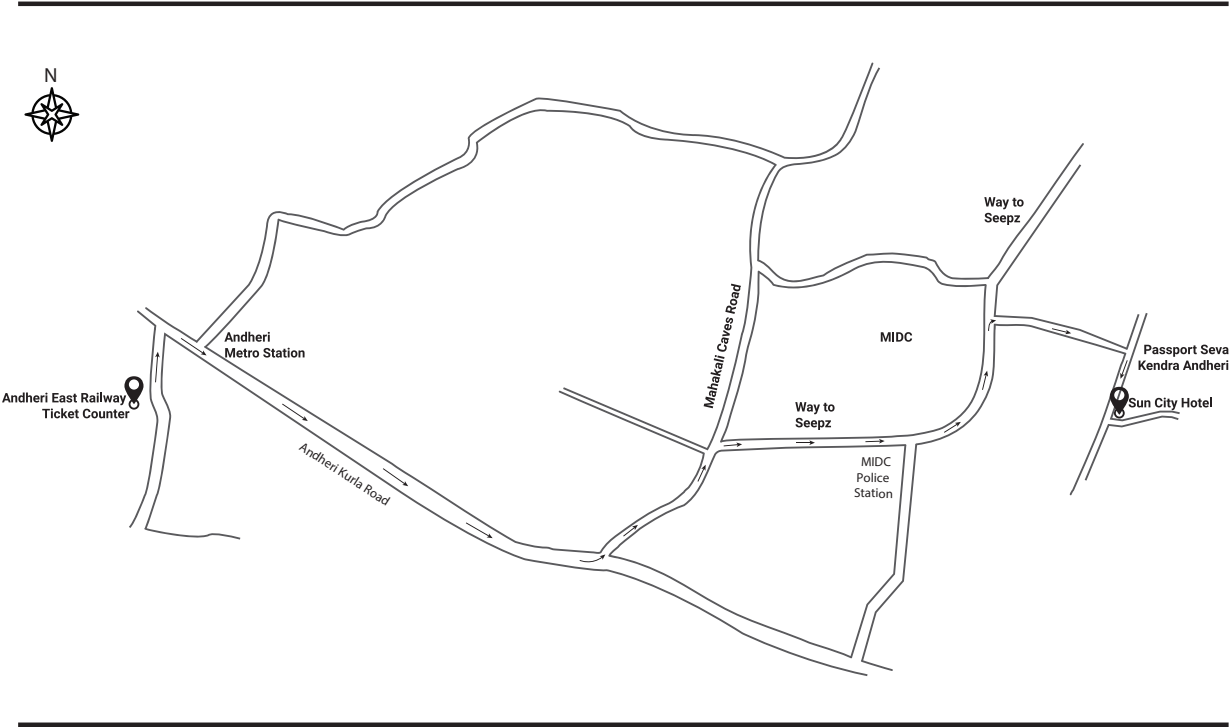 N
Way to
Seepz
Mahakali Caves Road
Andheri
Metro Station
MIDC
Passport Seva
Kendra Andheri
Andheri East Railway
Ticket Counter
Sun City Hotel
Way to
Seepz
Andheri Kurla Road
MIDC
Police
Station